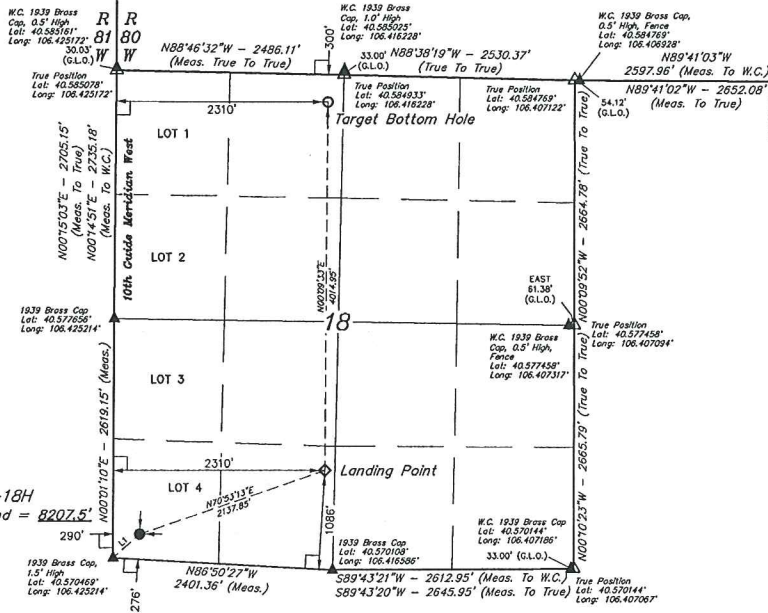 W.C. 1939 Brass
Cap, 0.5' High
Lat: 40.585161°
Long: 106.425172°
30.03'
(G.L.O.)
R R
81 80
W W
N88°46'32"W - 2486.11'
(Meas. True To True)
300'
W.C. 1939 Brass
Cap, 1.0' High
Lat: 40.585025°
Long: 106.416228°
33.00'
(G.L.O.)
N88°38'19"W - 2530.37'
(True To True)
W.C. 1939 Brass Cap,
0.5' High, Fence
Lat: 40.584769°
Long: 106.406928°
N89°41'03"W
2597.96' (Meas. To W.C.)
N89°41'02"W - 2652.08'
(Meas. To True)
54.12'
(G.L.O.)
True Position
Lat: 40.585078°
Long: 106.425172°
True Position
Lat: 40.584933°
Long: 106.416228°
True Position
Lat: 40.584769°
Long: 106.407122°
2310'
Target Bottom Hole
LOT 1
N00°15'03"E - 2705.15'
(Meas. To True)
N00°14'51"E - 2735.18'
(Meas. To W.C.)
10th Guide Meridian West
LOT 2
N00°09'33"E
4014.95'
N00°09'52"W - 2664.78' (True To True)
EAST
61.38'
(G.L.O.)
18
1939 Brass Cap
Lat: 40.577656°
Long: 106.425214°
True Position
Lat: 40.577458°
Long: 106.407094°
W.C. 1939 Brass
Cap, 0.5' High,
Fence
Lat: 40.577458°
Long: 106.407317°
LOT 3
N00°01'10"E - 2619.15' (Meas.)
N00°10'23"W - 2665.79' (True To True)
2310'
Landing Point
LOT 4
N70°53'13"E
2137.85'
1086'
-18H
nd = 8207.5'
290'
L1
1939 Brass Cap,
1.5' High
Lat: 40.570469°
Long: 106.425214°
276'
N86°50'27"W
2401.36' (Meas.)
1939 Brass Cap
Lat: 40.570108°
Long: 106.416586°
W.C. 1939 Brass Cap
Lat: 40.570144°
Long: 106.407186°
33.00' (G.L.O.)
S89°43'21"W - 2612.95' (Meas. To W.C.)
S89°43'20"W - 2645.95' (Meas. To True)
True Position
Lat: 40.570144°
Long: 106.407067°